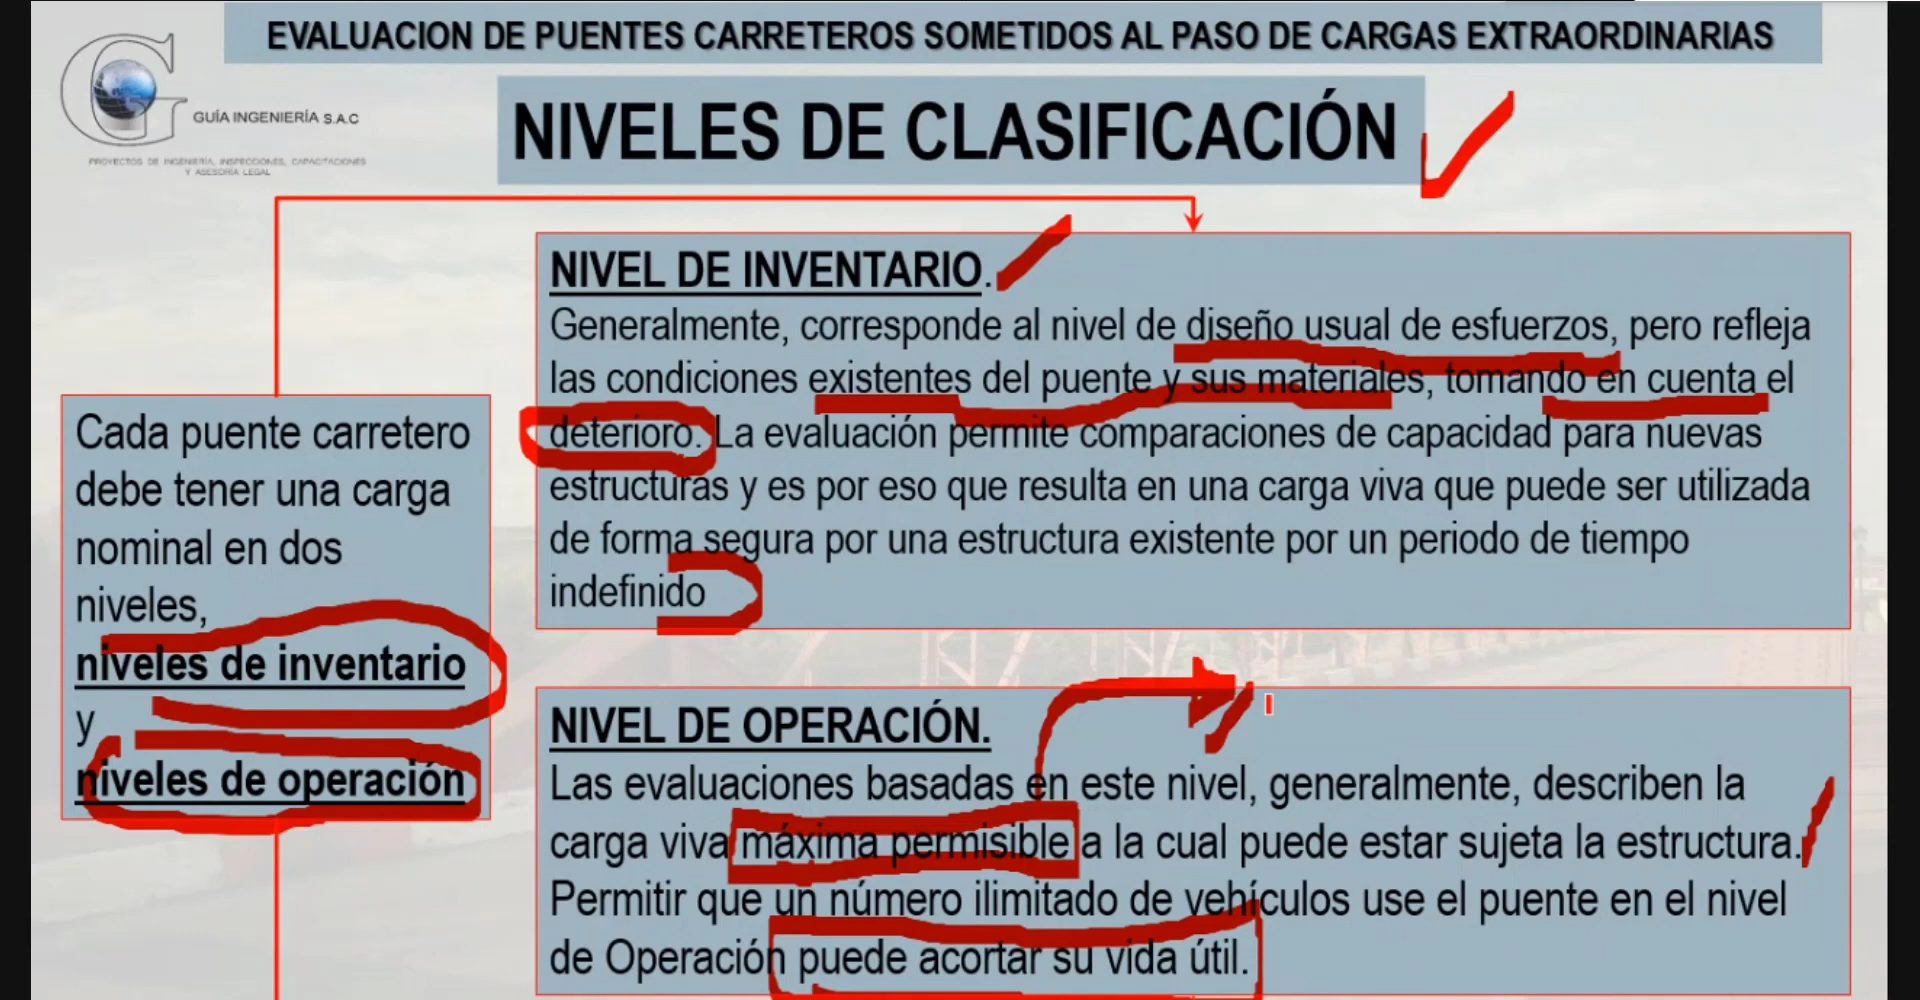 EVALUACION DE PUENTES CARRETEROS SOMETIDOS AL PASO DE CARGAS EXTRAORDINARIAS
G
GUÍA INGENIERÍA S.A.C
PROYECTOS DE INGENIERÍA, INSPECCIONES, CAPACITACIONES
Y ASESORÍA LEGAL
NIVELES DE CLASIFICACIÓN
Cada puente carretero
debe tener una carga
nominal en dos
niveles,
niveles de inventario
y
niveles de operación
NIVEL DE INVENTARIO.
Generalmente, corresponde al nivel de diseño usual de esfuerzos, pero refleja
las condiciones existentes del puente y sus materiales, tomando en cuenta el
deterioro. La evaluación permite comparaciones de capacidad para nuevas
estructuras y es por eso que resulta en una carga viva que puede ser utilizada
de forma segura por una estructura existente por un periodo de tiempo
indefinido
NIVEL DE OPERACIÓN.
Las evaluaciones basadas en este nivel, generalmente, describen la
carga viva máxima permisible a la cual puede estar sujeta la estructura.
Permitir que un número ilimitado de vehículos use el puente en el nivel
de Operación puede acortar su vida útil.